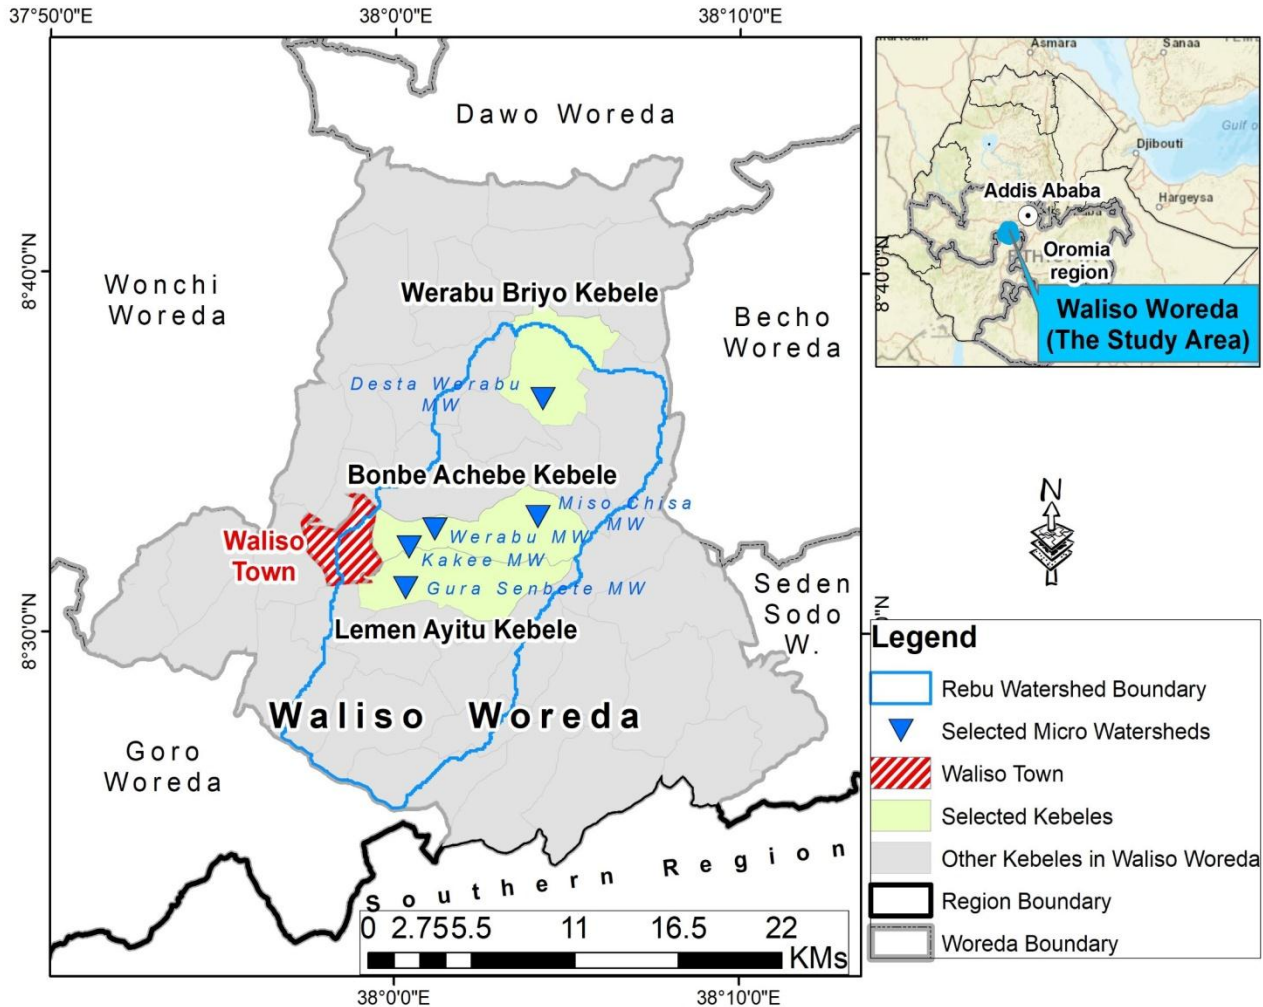 37°50'0"E
38°0'0"E
38°10'0"E
8°40'0"N
8°30'0"N
Dawo Woreda
Wonchi
Woreda
Werabu Briyo Kebele
Becho
Woreda
Desta Werabu
MW
Bonbe Achebe Kebele
Miso Chisa
MW
Werabu MW
Kakee MW
Gura Senbete MW
Waliso
Town
Lemen Ayitu Kebele
Seden
Sodo
W.
Waliso Woreda
Goro
Woreda
Southern Region
0 2.75 5.5 11 16.5 22
KMs
38°0'0"E
38°10'0"E
8°40'0"N
Asmara
Sanaa
Gulf o
Djibouti
Addis Ababa
Hargeysa
Oromia
region
Waliso Woreda
(The Study Area)
N
Legend
Rebu Watershed Boundary
Selected Micro Watersheds
Waliso Town
Selected Kebeles
Other Kebeles in Waliso Woreda
Region Boundary
Woreda Boundary